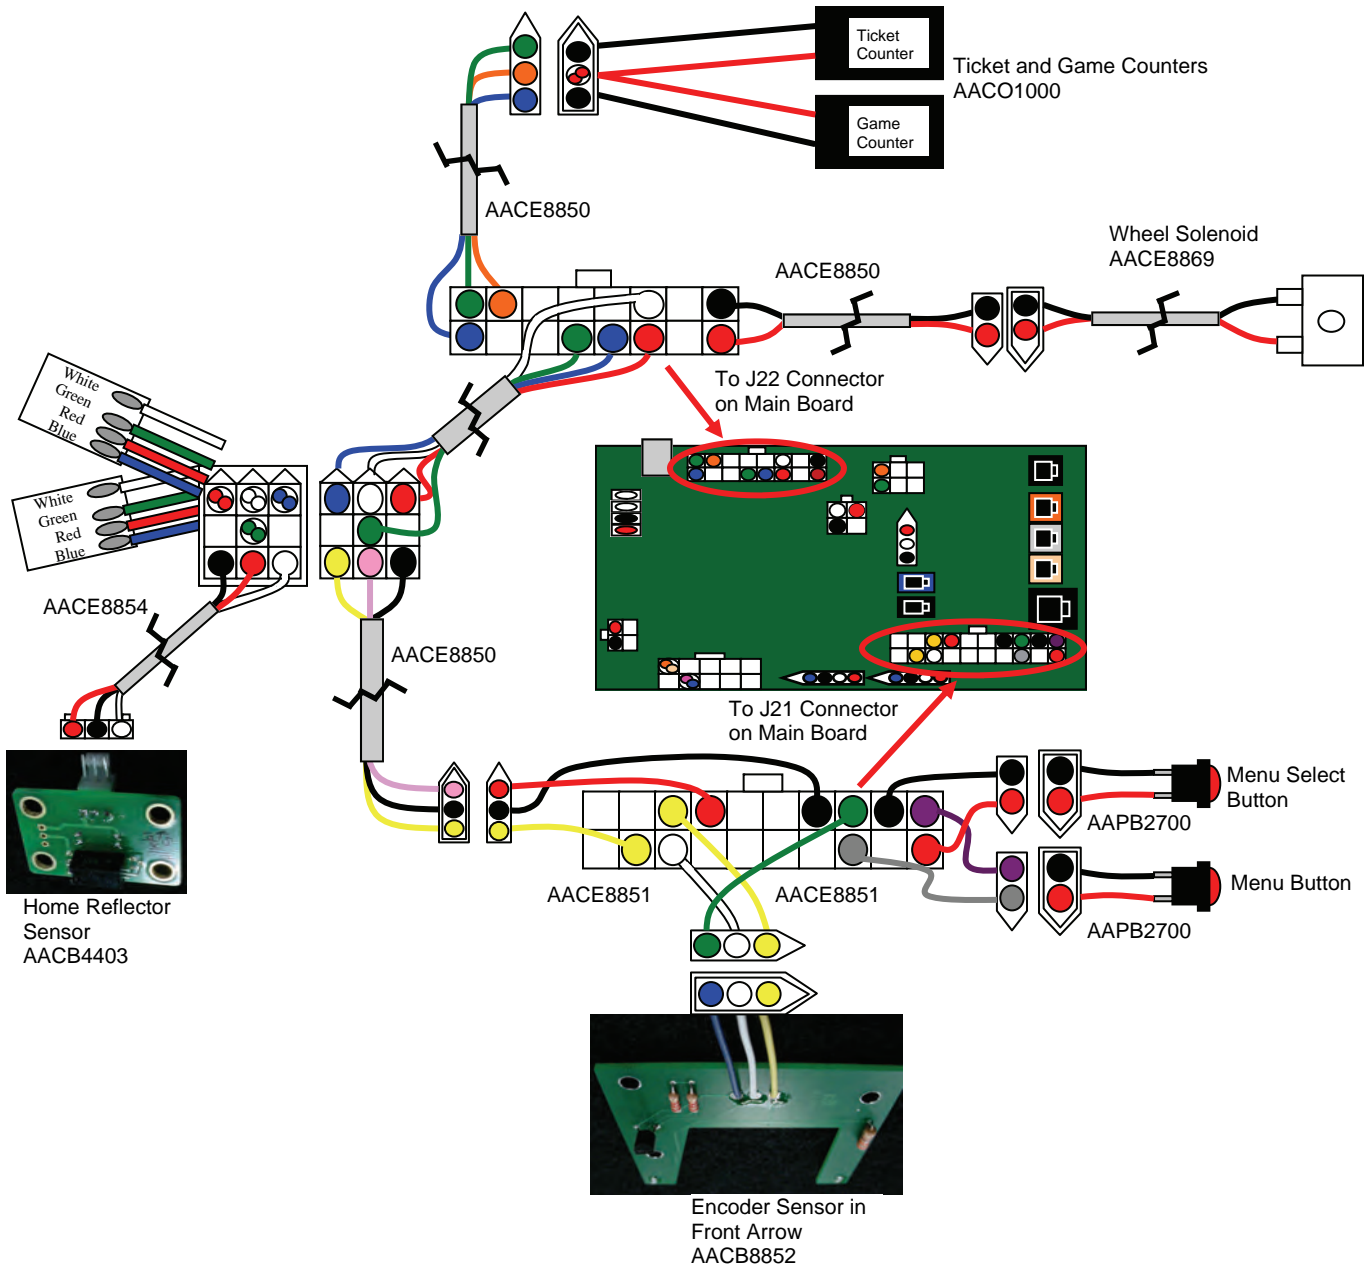 Ticket
Counter
Ticket and Game Counters
AACO1000
Game
Counter
AACE8850
Wheel Solenoid
AACE8869
AACE8850
To J22 Connector
on Main Board
White
Green
Red
Blue
White
Green
Red
Blue
AACE8854
AACE8850
To J21 Connector
on Main Board
Menu Select
Button
AAPB2700
AACE8851
AACE8851
Menu Button
AAPB2700
Home Reflector
Sensor
AACB4403
Encoder Sensor in
Front Arrow
AACB8852